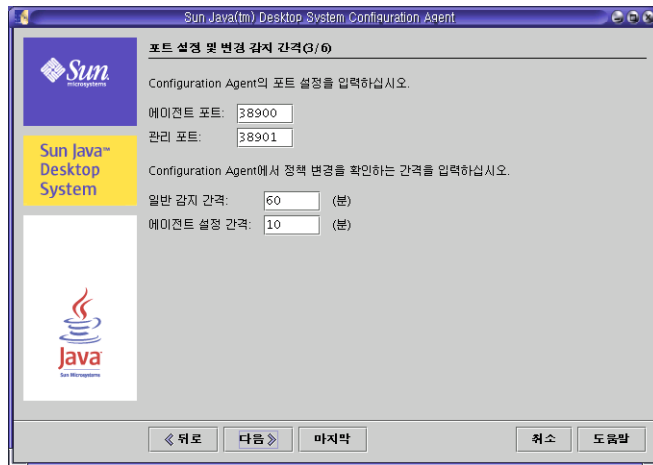 Sun Java(tm) Desktop System Configuration Agent
Sun
microsystems
Sun Java™
Desktop
System
Java
Sun Microsystems
포트 설정 및 변경 감지 간격(3/6)
Configuration Agent의 포트 설정을 입력하십시오.
에이전트 포트: 38900
관리 포트: 38901
Configuration Agent에서 정책 변경을 확인하는 간격을 입력하십시오.
일반 감지 간격: 60 (분)
에이전트 설정 간격: 10 (분)
뒤로 다음 마지막 취소 도움말